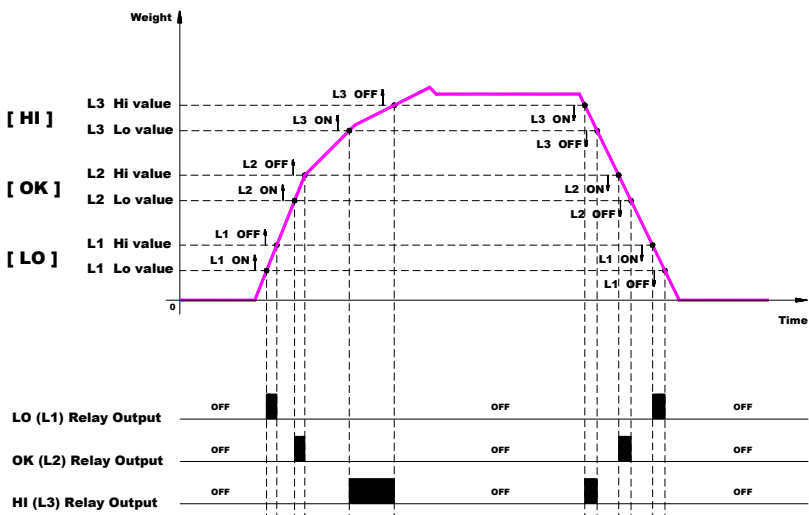 Weight
L3 OFF
[ HI ]
L3 Hi value
L3 ON
L3 ON
L3 Lo value
L3 OFF
L2 OFF
[ OK ]
L2 Hi value
L2 ON
L2 ON
L2 Lo value
L2 OFF
L1 OFF
[ LO ]
L1 Hi value
L1 ON
L1 ON
L1 Lo value
L1 OFF
0
Time
LO (L1) Relay Output OFF OFF OFF
OK (L2) Relay Output OFF OFF OFF
HI (L3) Relay Output OFF OFF OFF